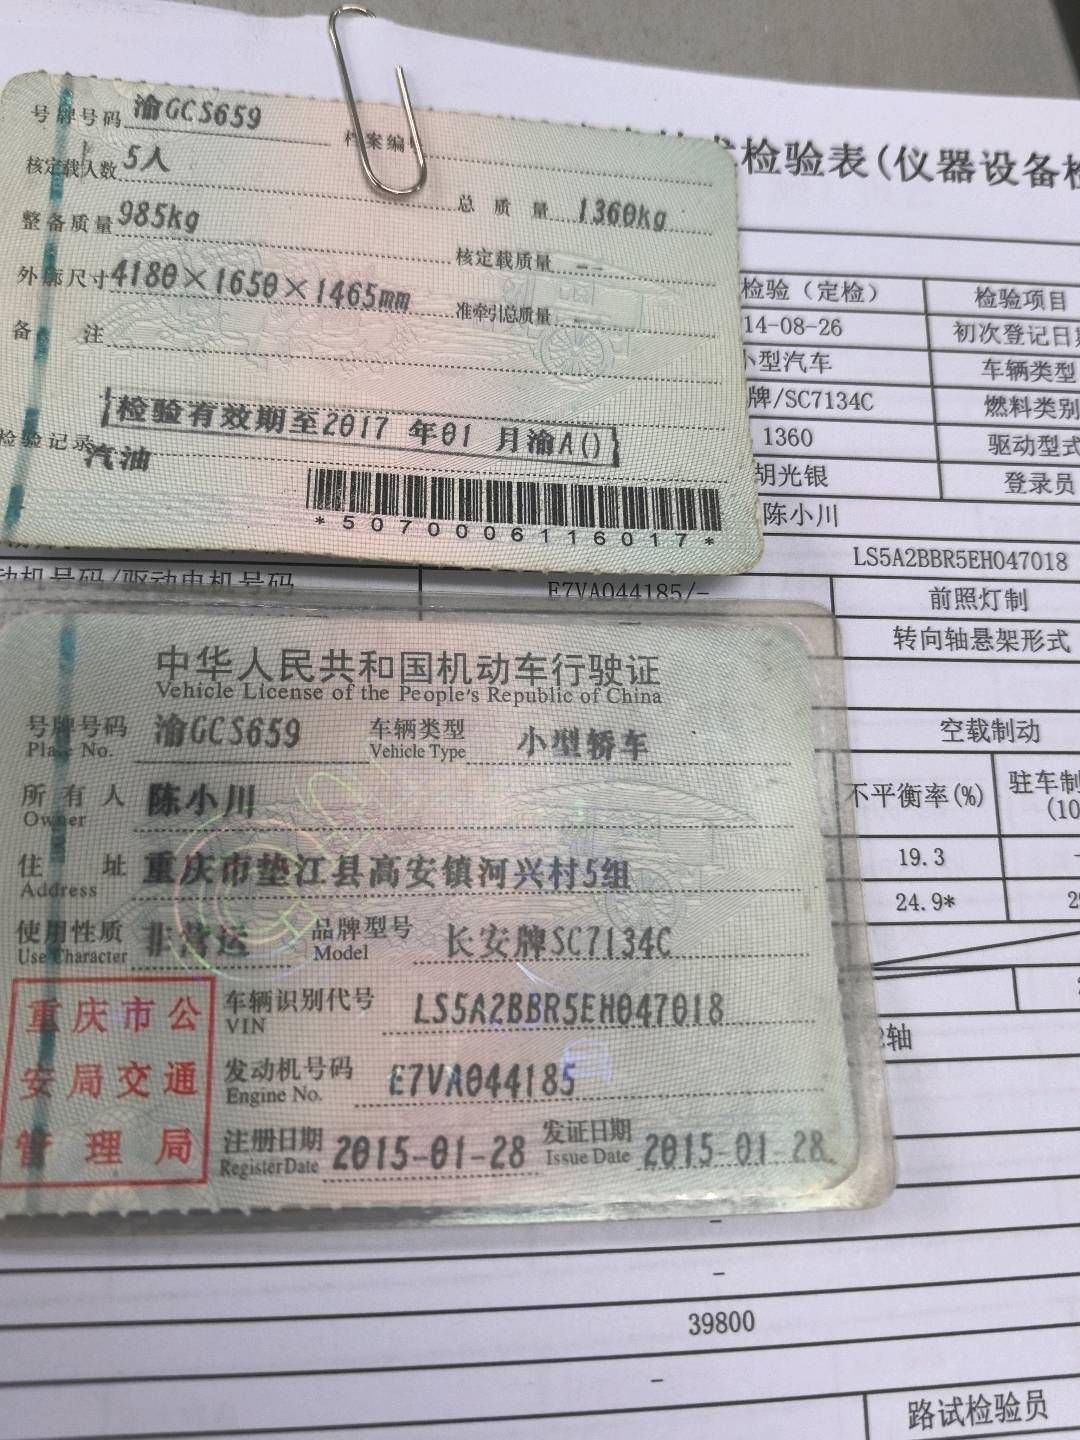 号牌号码 渝GCS659
档案编号
核定载人数 5人
总质量 1360kg
整备质量 985kg
核定载质量 --
外廓尺寸 4180×1650×1465mm
准牵引总质量
备注
检验有效期至2017年01月渝A()
检验记录 汽油
*5070006116017*
检验表(仪器设备检
检验（定检）
检验项目
14-08-26
初次登记日期
小型汽车
车辆类型
牌/SC7134C
燃料类别
1360
驱动型式
胡光银
登录员
陈小川
LS5A2BBR5EH047018
动机号码/驱动电机号码
E7VA044185/-
前照灯制
转向轴悬架形式
空载制动
不平衡率(%)
驻车制
(10
19.3
24.9*
轴
中华人民共和国机动车行驶证
Vehicle License of the People's Republic of China
号牌号码 渝GCS659 车辆类型 小型轿车
Plate No. Vehicle Type
所有人 陈小川
Owner
住址 重庆市垫江县高安镇河兴村5组
Address
使用性质 非营运 品牌型号 长安牌SC7134C
Use Character Model
重庆市公
安局交通
管理局
车辆识别代号 LS5A2BBR5EH047018
VIN
发动机号码 E7VA044185
Engine No.
注册日期 2015-01-28 发证日期 2015-01-28
Register Date Issue Date
-
-
39800
-
路试检验员